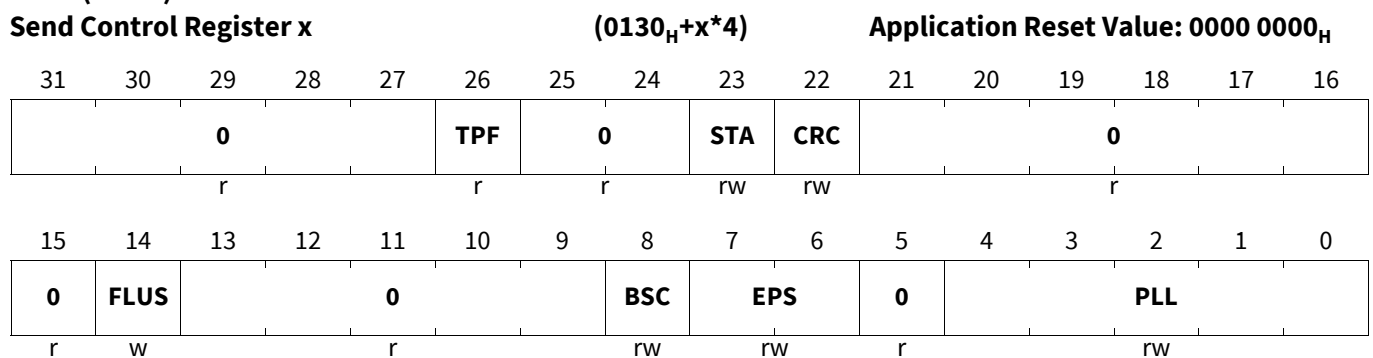 Send Control Register x (0130H+x*4) Application Reset Value: 0000 0000H
31 30 29 28 27 26 25 24 23 22 21 20 19 18 17 16
0 TPF 0 STA CRC 0
r r r rw rw r
15 14 13 12 11 10 9 8 7 6 5 4 3 2 1 0
0 FLUS 0 BSC EPS 0 PLL
r w r rw rw r rw